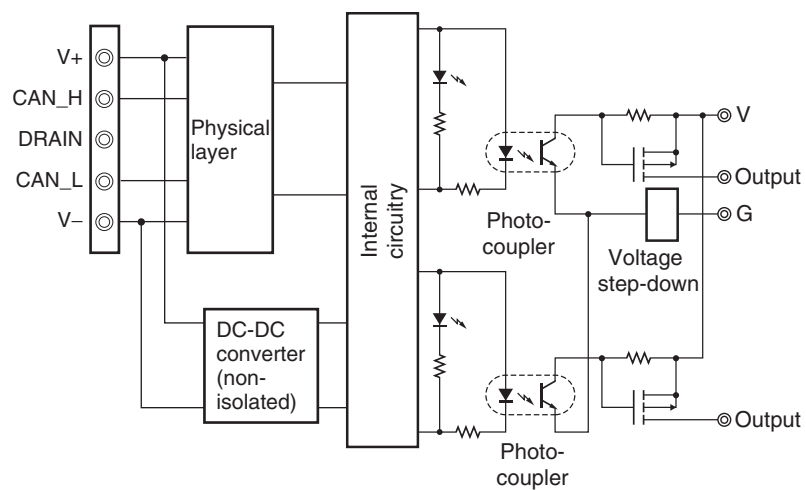 V+
CAN_H
DRAIN
CAN_L
V−
Physical
layer
DC-DC
converter
(non-
isolated)
Internal
circuitry
Photo-
coupler
V
Output
G
Voltage
step-down
Output
Photo-
coupler